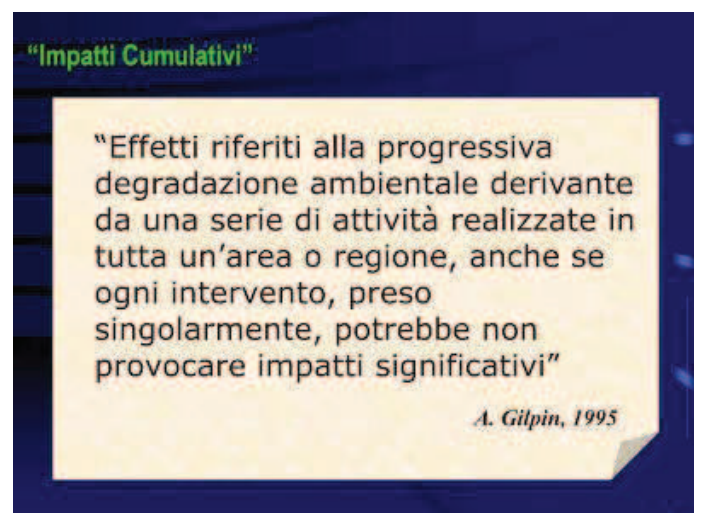 “Impatti Cumulativi”
“Effetti riferiti alla progressiva
degradazione ambientale derivante
da una serie di attività realizzate in
tutta un’area o regione, anche se
ogni intervento, preso
singolarmente, potrebbe non
provocare impatti significativi”
A. Gilpin, 1995